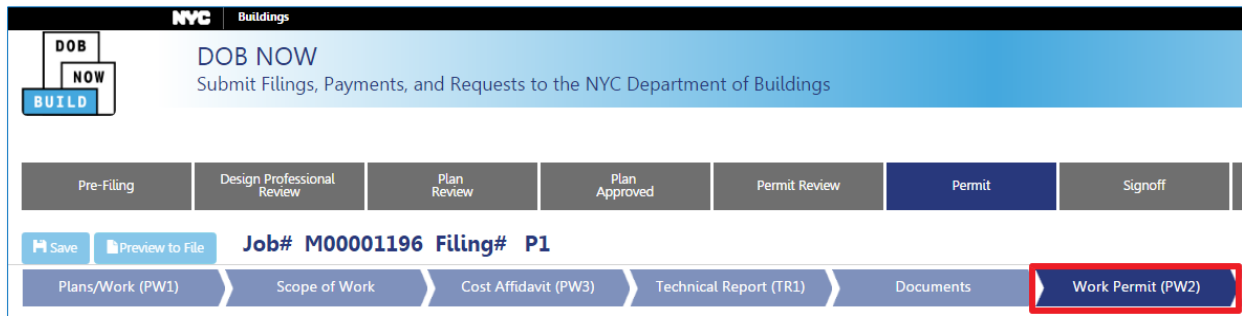 NYC Buildings
DOB
NOW
BUILD
DOB NOW
Submit Filings, Payments, and Requests to the NYC Department of Buildings
Pre-Filing
Design Professional
Review
Plan
Review
Plan
Approved
Permit Review
Permit
Signoff
Save
Preview to File
Job# M00001196 Filing# P1
Plans/Work (PW1)
Scope of Work
Cost Affidavit (PW3)
Technical Report (TR1)
Documents
Work Permit (PW2)